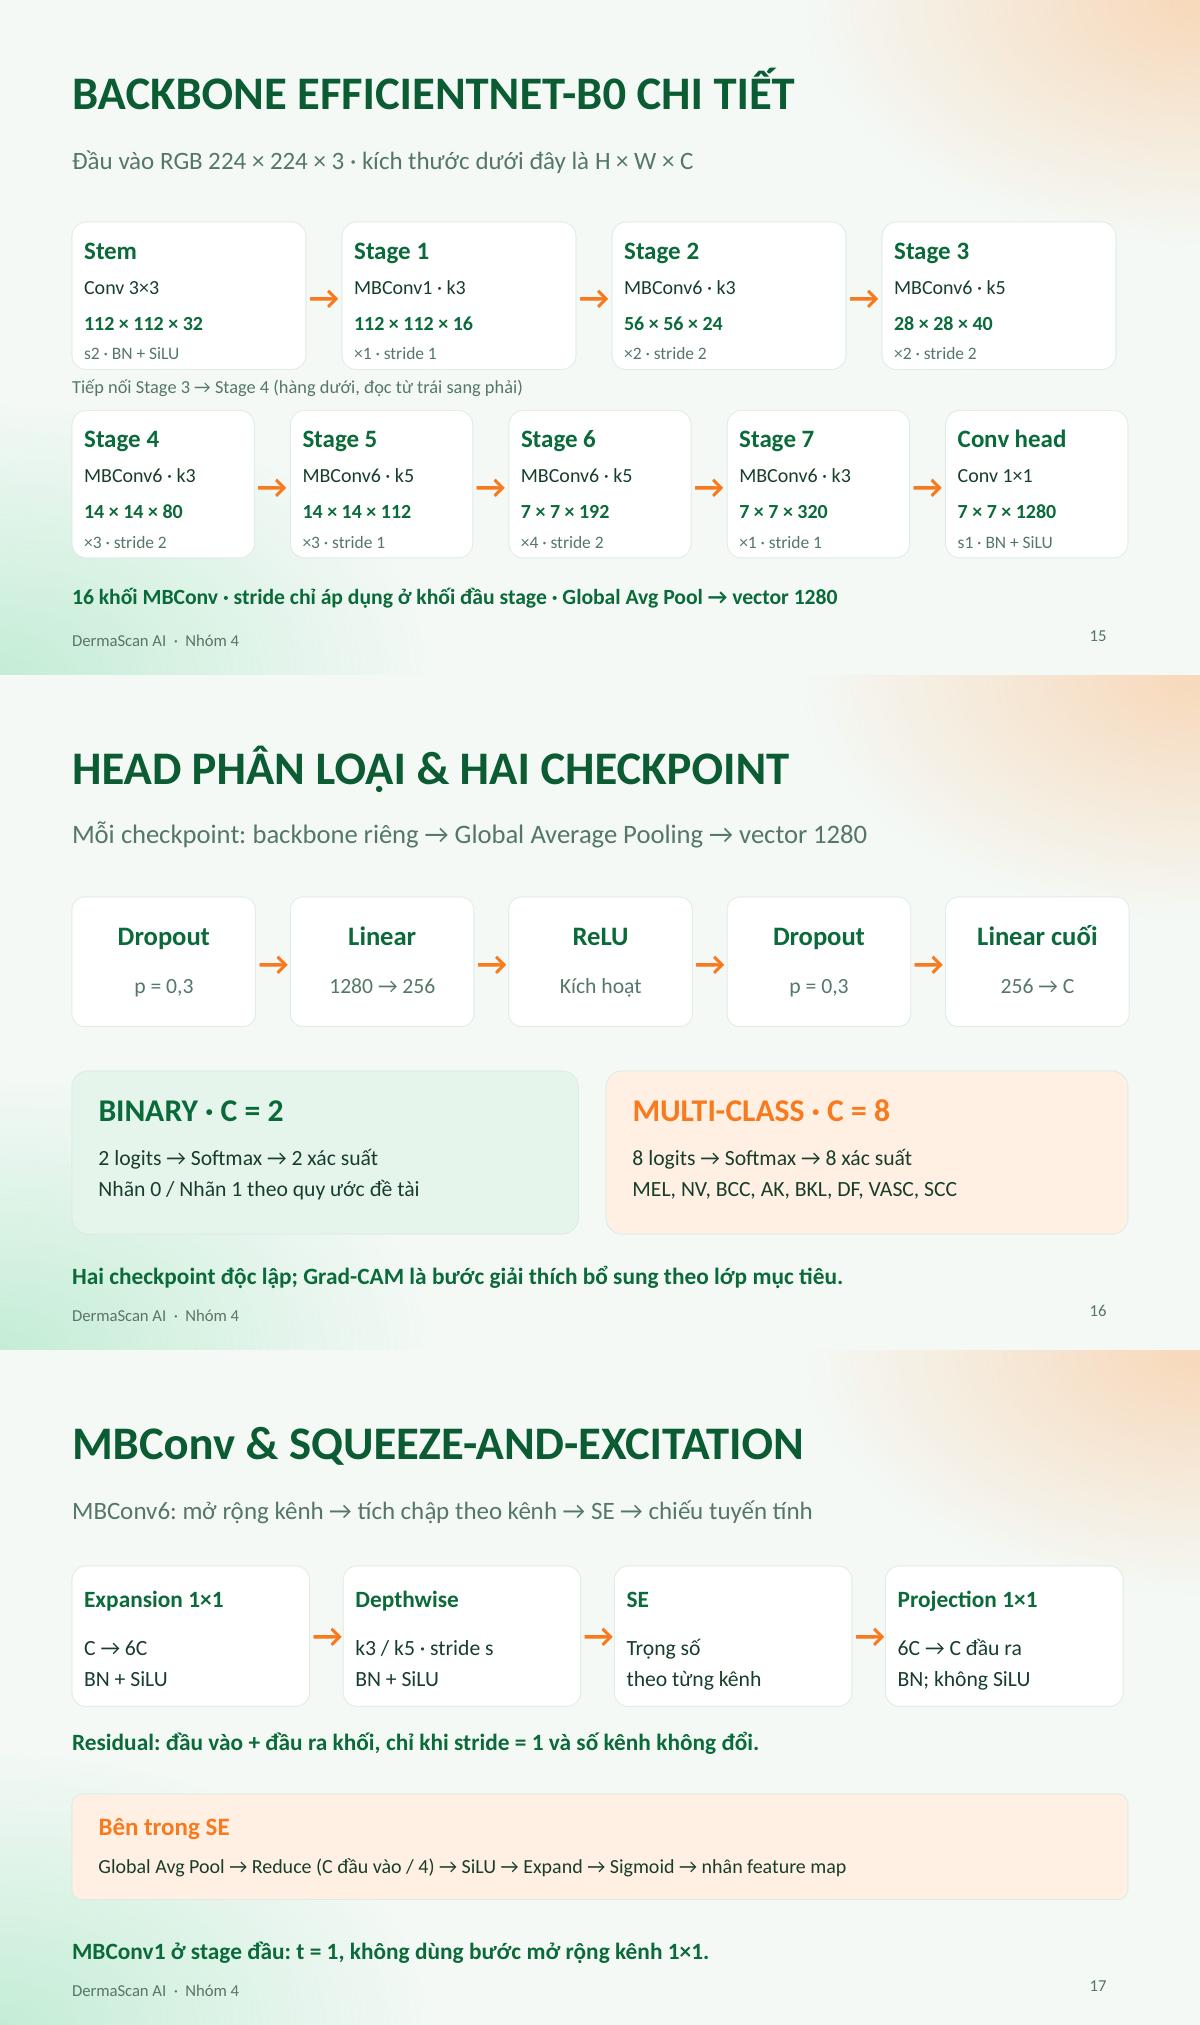 BACKBONE EFFICIENTNET-B0 CHI TIẾT
Đầu vào RGB 224 × 224 × 3 · kích thước dưới đây là H × W × C
Stem
Conv 3×3
112 × 112 × 32
s2 · BN + SiLU
→
Stage 1
MBConv1 · k3
112 × 112 × 16
×1 · stride 1
→
Stage 2
MBConv6 · k3
56 × 56 × 24
×2 · stride 2
→
Stage 3
MBConv6 · k5
28 × 28 × 40
×2 · stride 2
Tiếp nối Stage 3 → Stage 4 (hàng dưới, đọc từ trái sang phải)
Stage 4
MBConv6 · k3
14 × 14 × 80
×3 · stride 2
→
Stage 5
MBConv6 · k5
14 × 14 × 112
×3 · stride 1
→
Stage 6
MBConv6 · k5
7 × 7 × 192
×4 · stride 2
→
Stage 7
MBConv6 · k3
7 × 7 × 320
×1 · stride 1
→
Conv head
Conv 1×1
7 × 7 × 1280
s1 · BN + SiLU
16 khối MBConv · stride chỉ áp dụng ở khối đầu stage · Global Avg Pool → vector 1280
DermaScan AI · Nhóm 4
15
HEAD PHÂN LOẠI & HAI CHECKPOINT
Mỗi checkpoint: backbone riêng → Global Average Pooling → vector 1280
Dropout
p = 0,3
→
Linear
1280 → 256
→
ReLU
Kích hoạt
→
Dropout
p = 0,3
→
Linear cuối
256 → C
BINARY · C = 2
2 logits → Softmax → 2 xác suất
Nhãn 0 / Nhãn 1 theo quy ước đề tài
MULTI-CLASS · C = 8
8 logits → Softmax → 8 xác suất
MEL, NV, BCC, AK, BKL, DF, VASC, SCC
Hai checkpoint độc lập; Grad-CAM là bước giải thích bổ sung theo lớp mục tiêu.
DermaScan AI · Nhóm 4
16
MBConv & SQUEEZE-AND-EXCITATION
MBConv6: mở rộng kênh → tích chập theo kênh → SE → chiếu tuyến tính
Expansion 1×1
C → 6C
BN + SiLU
→
Depthwise
k3 / k5 · stride s
BN + SiLU
→
SE
Trọng số
theo từng kênh
→
Projection 1×1
6C → C đầu ra
BN; không SiLU
Residual: đầu vào + đầu ra khối, chỉ khi stride = 1 và số kênh không đổi.
Bên trong SE
Global Avg Pool → Reduce (C đầu vào / 4) → SiLU → Expand → Sigmoid → nhân feature map
MBConv1 ở stage đầu: t = 1, không dùng bước mở rộng kênh 1×1.
DermaScan AI · Nhóm 4
17